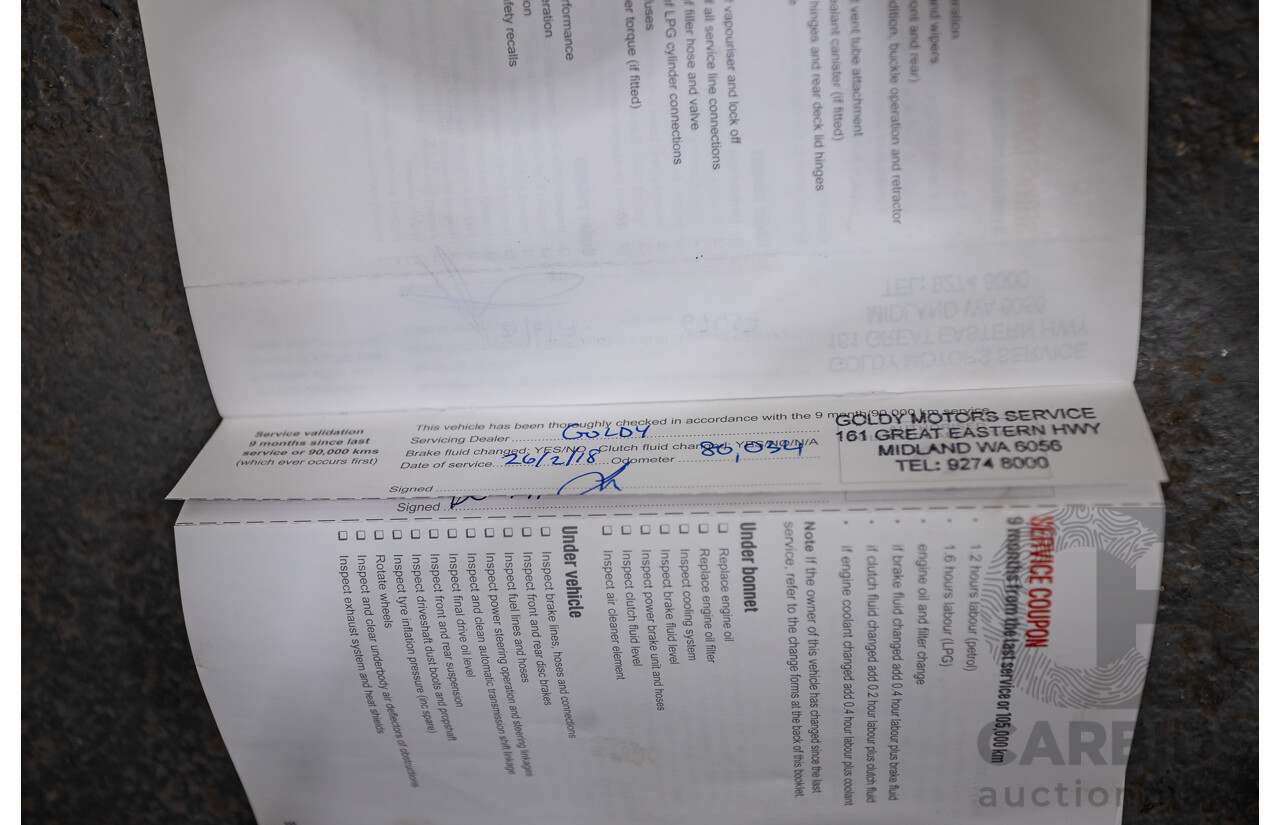 vapouriser and lock off
all service line connections
filler hose and valve
LPG cylinder connections
er torque (if fitted)
rformance
fety recalls
and wipers
ont and rear)
dition, buckle operation and retractor
vent tube attachment
ealant canister (if fitted)
hinges and rear deck lid hinges
Service validation
9 months since last
service or 90,000 kms
(which ever occurs first)
This vehicle has been thoroughly checked in accordance with the 9 month/90,000 km service
Servicing Dealer GOLDY
Brake fluid changed: YES/NO Clutch fluid changed: YES/NO/N/A
Date of service 26/2/18 Odometer 80,034
Signed
GOLDY MOTORS SERVICE
161 GREAT EASTERN HWY
MIDLAND WA 6056
TEL: 9274 8000
Signed
SERVICE COUPON
9 months from the last service or 105,000 km
• 1.2 hours labour (petrol)
• 1.6 hours labour (LPG)
• engine oil and filter change
• if brake fluid changed add 0.4 hour labour plus brake fluid
• if clutch fluid changed add 0.2 hour labour plus clutch fluid
• if engine coolant changed add 0.4 hour labour plus coolant
Note If the owner of this vehicle has changed since the last
service, refer to the change forms at the back of this booklet.
Under bonnet
❑ Replace engine oil
❑ Replace engine oil filter
❑ Inspect cooling system
❑ Inspect brake fluid level
❑ Inspect power brake unit and hoses
❑ Inspect clutch fluid level
❑ Inspect air cleaner element
Under vehicle
❑ Inspect brake lines, hoses and connections
❑ Inspect front and rear disc brakes
❑ Inspect fuel lines and hoses
❑ Inspect power steering operation and steering linkages
❑ Inspect and clean automatic transmission shift linkage
❑ Inspect final drive oil level
❑ Inspect front and rear suspension
❑ Inspect driveshaft dust boots and propshaft
❑ Inspect tyre inflation pressure (inc spare)
❑ Rotate wheels
❑ Inspect and clear underbody air deflectors of obstructions
❑ Inspect exhaust system and heat shields